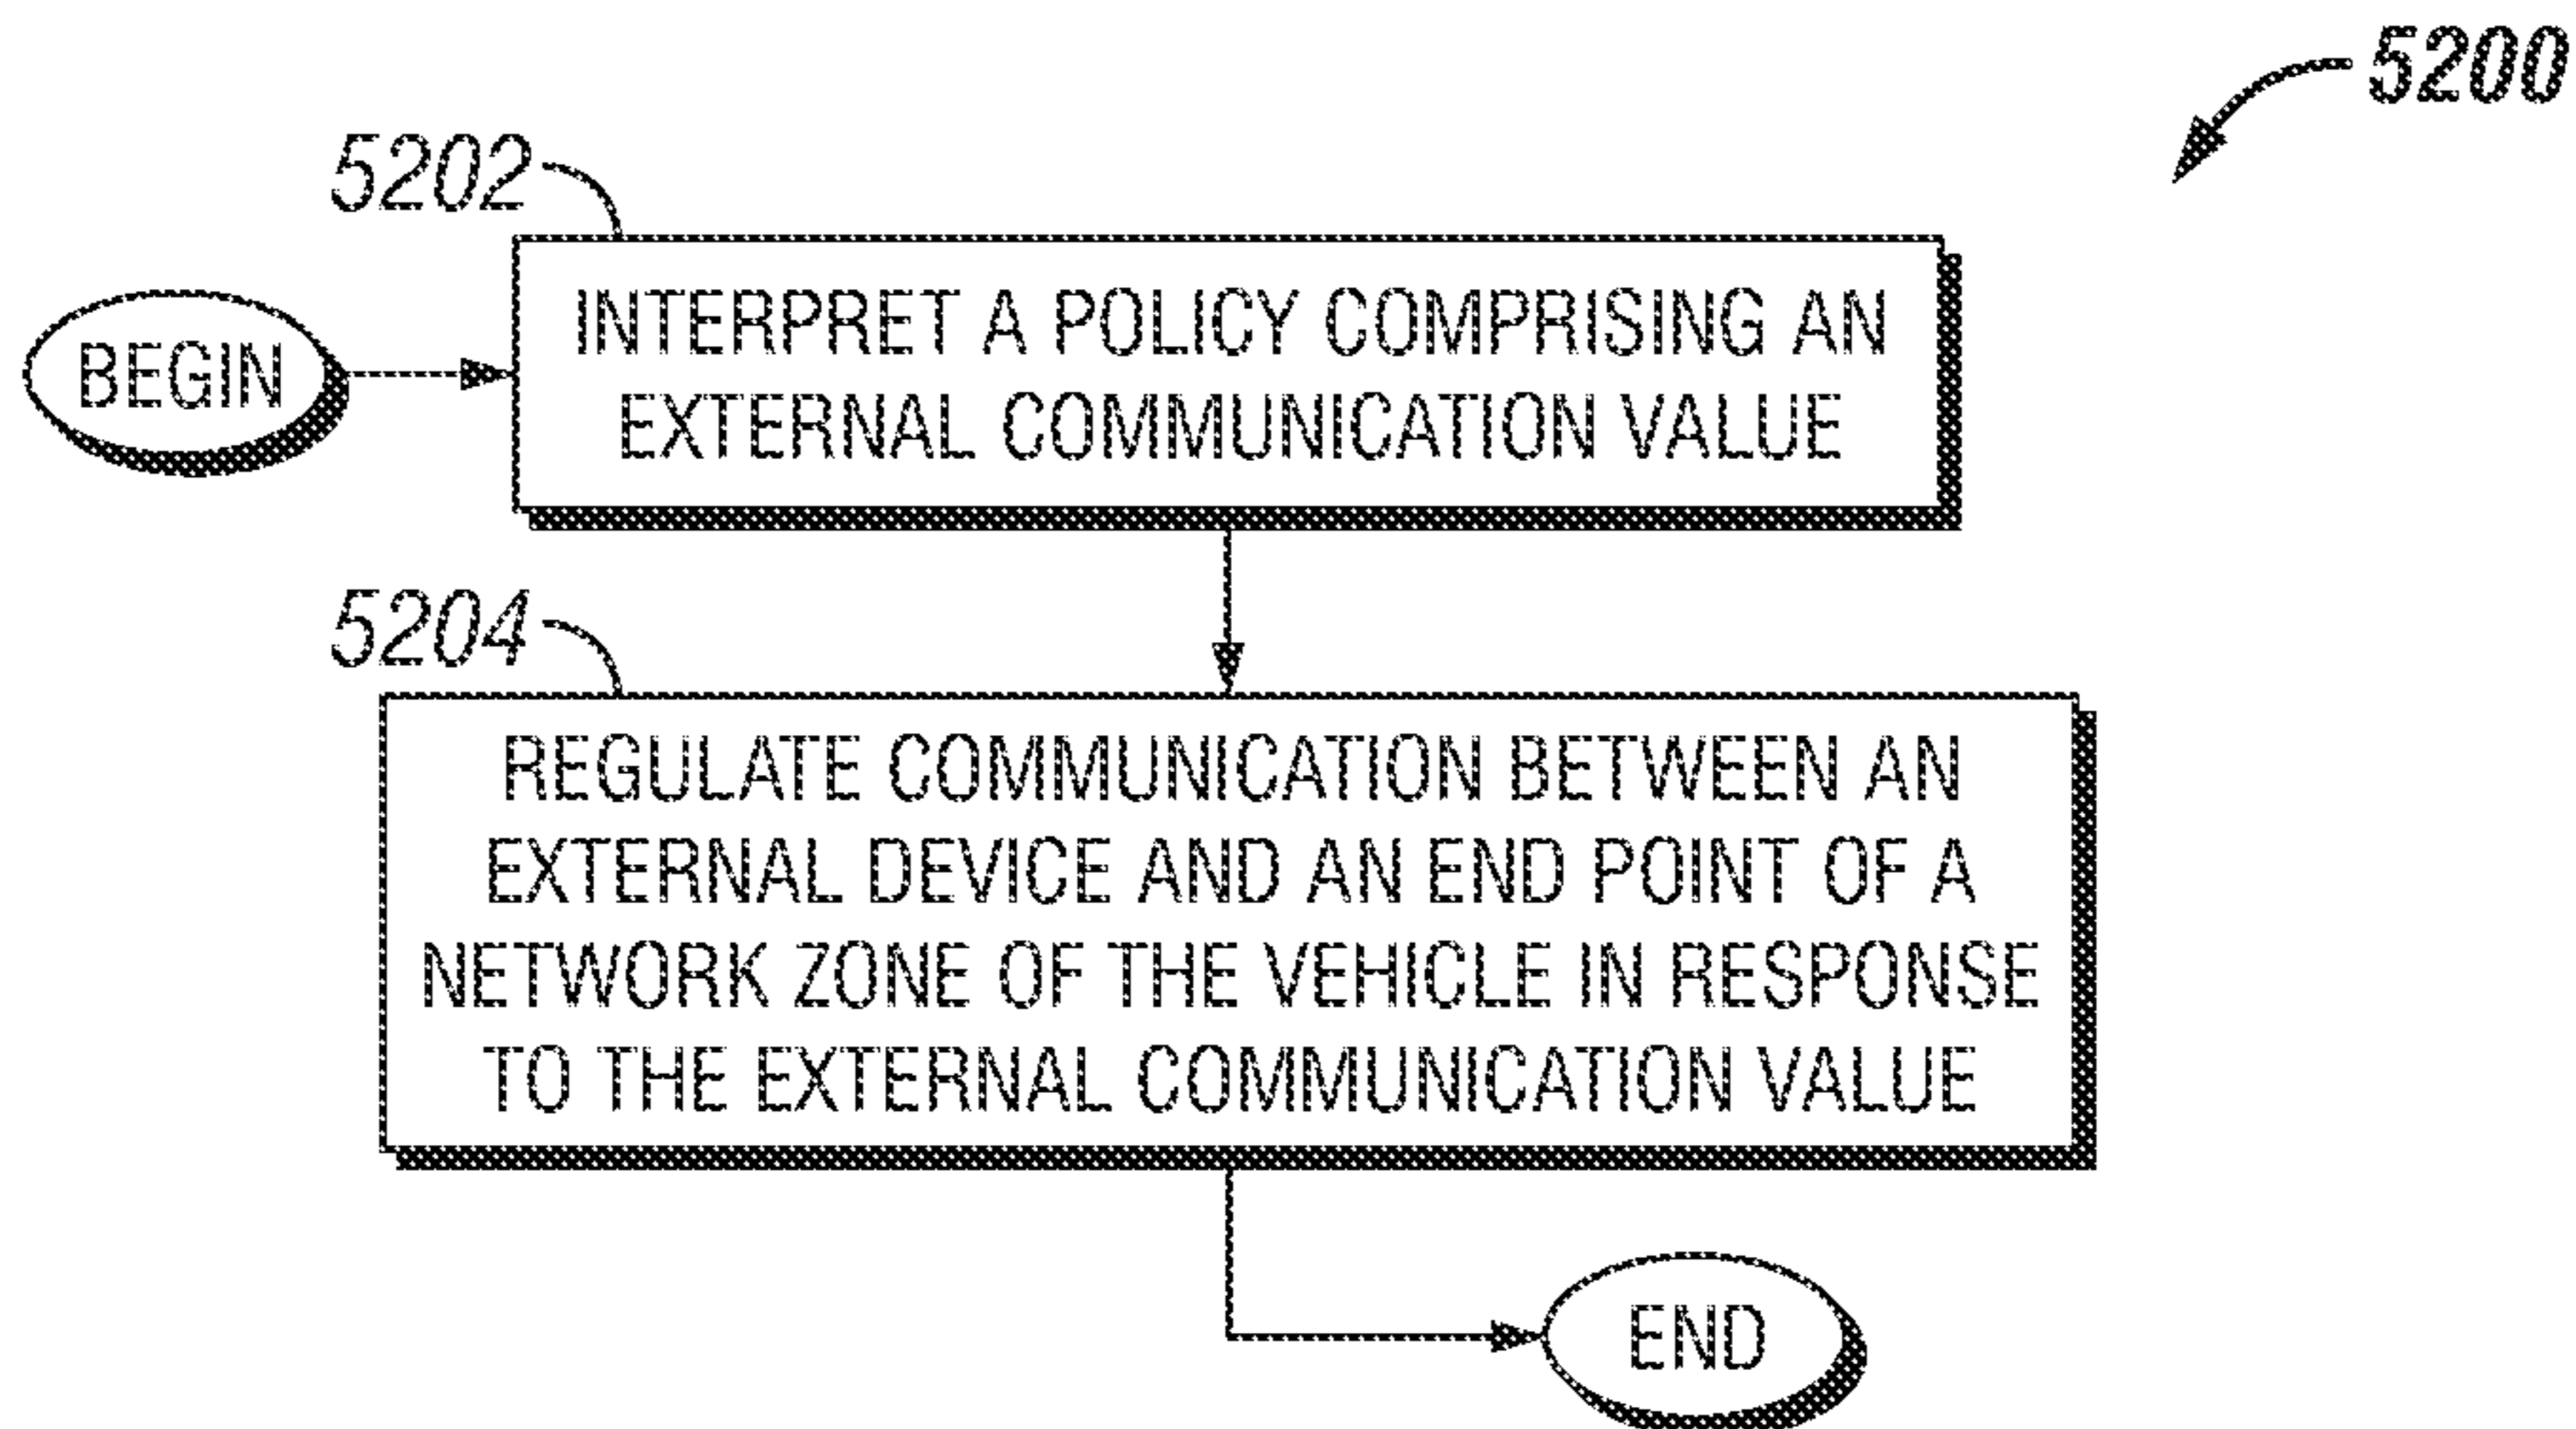 5200
5202
BEGIN
INTERPRET A POLICY COMPRISING AN
EXTERNAL COMMUNICATION VALUE
5204
REGULATE COMMUNICATION BETWEEN AN
EXTERNAL DEVICE AND AN END POINT OF A
NETWORK ZONE OF THE VEHICLE IN RESPONSE
TO THE EXTERNAL COMMUNICATION VALUE
END